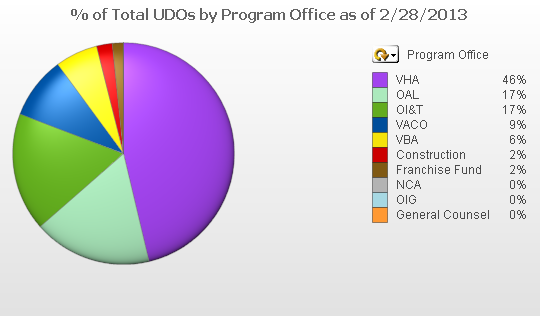 % of Total UDOs by Program Office as of 2/28/2013
Program Office
VHA 46%
OAL 17%
OI&T 17%
VACO 9%
VBA 6%
Construction 2%
Franchise Fund 2%
NCA 0%
OIG 0%
General Counsel 0%